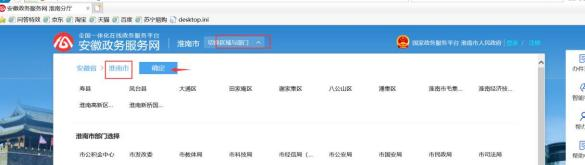 安徽政务服务网 淮南分厅
问答特效 京东 淘宝 天猫 百度 苏宁易购 desktop.ini
全国一体化在线政务服务平台
安徽政务服务网 淮南市 切换区域与部门
国家政务服务平台 淮南市人民政府 登录 / 注册
安徽省 > 淮南市 确定
寿县 凤台县 大通区 田家庵区 谢家集区 八公山区 潘集区 淮南市毛集... 淮南经济技...
淮南高新区... 淮南新桥国...
淮南市部门选择
市公积金中心 市发改委 市教体局 市科技局 市经信局（... 市公安局 市国安局 市民政局 市司法局